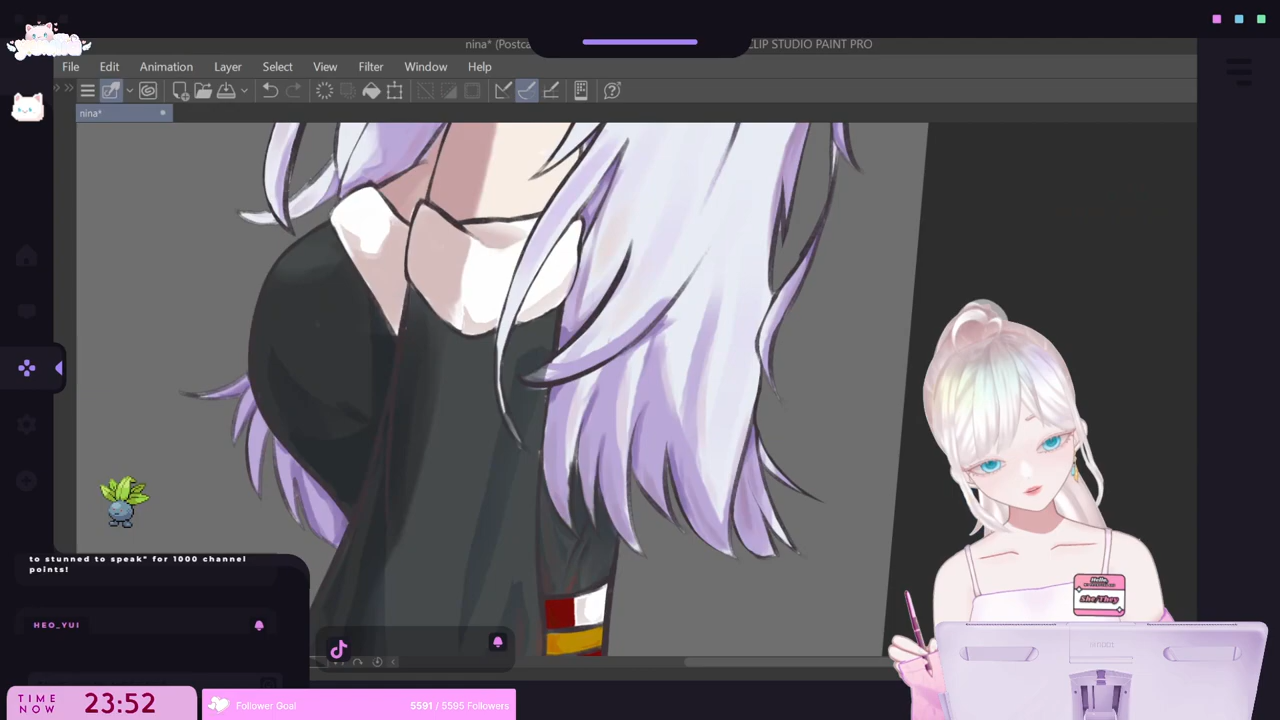 nina* (Postca
CLIP STUDIO PAINT PRO
File Edit Animation Layer Select View Filter Window Help
nina*
Hello
She/They
to stunned to speak* for 1000 channel
points!
HEO_YUI
TIME
NOW
23:52
Follower Goal
5591 / 5595 Followers